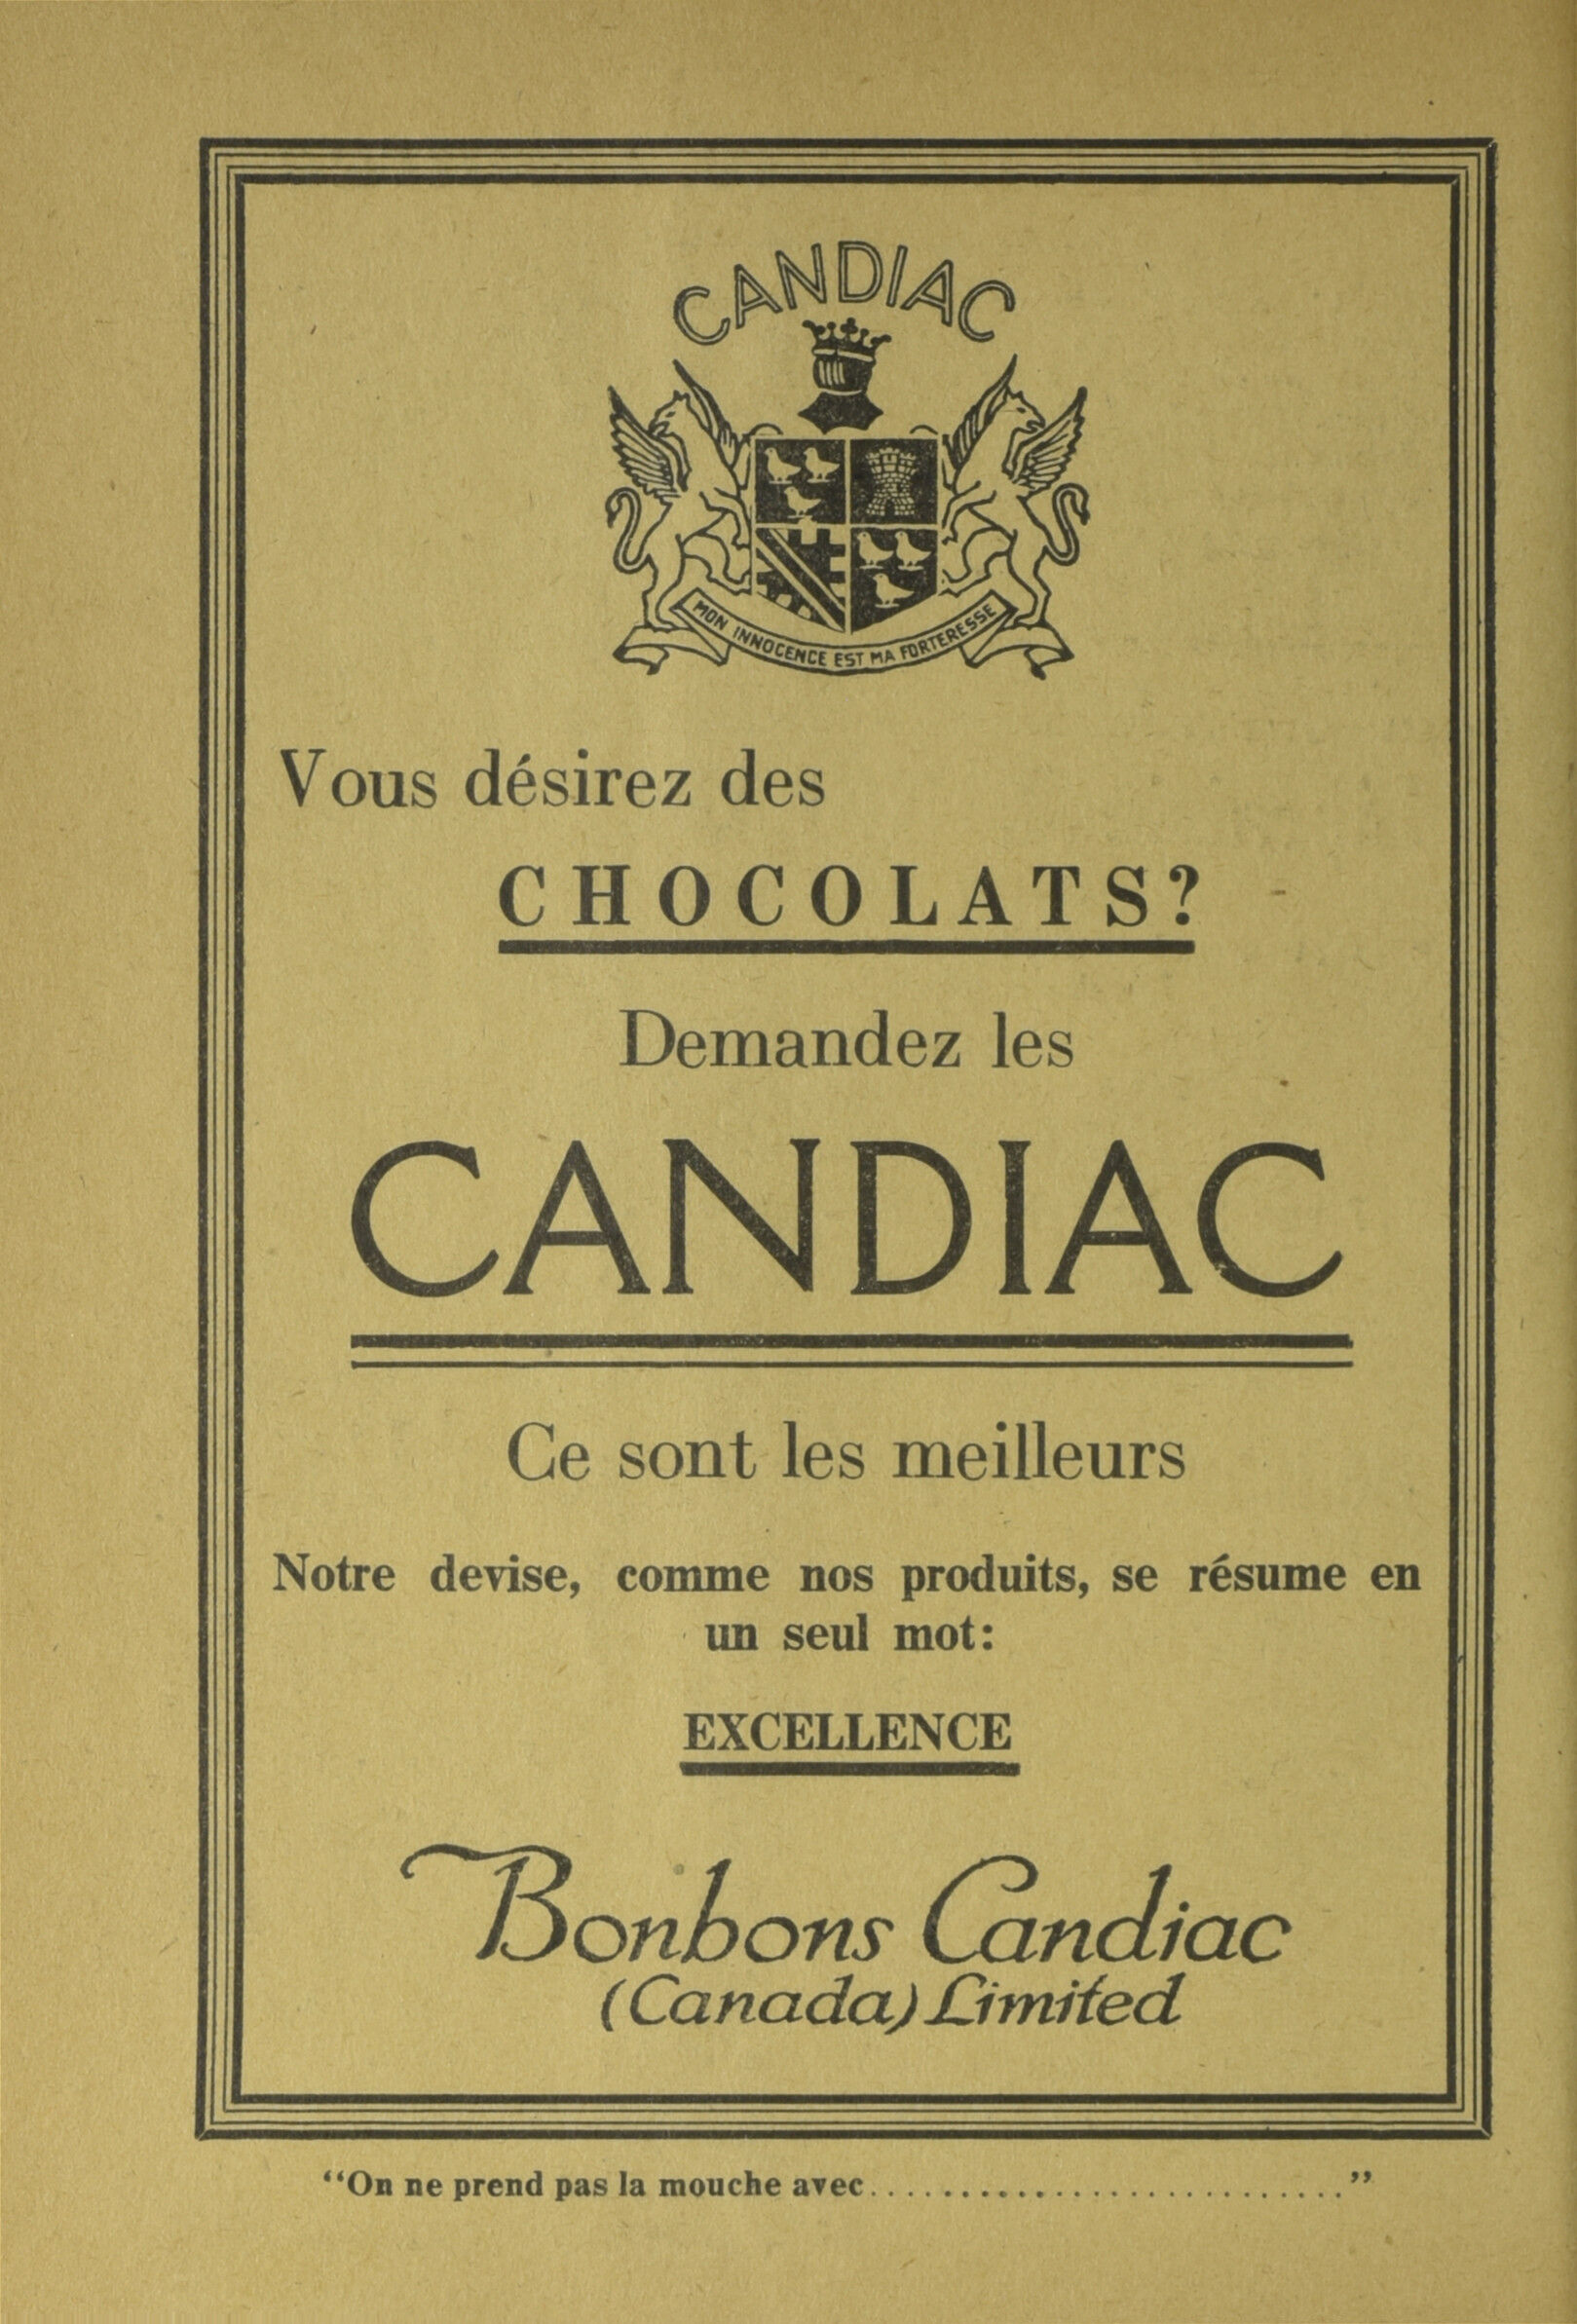 CANDIAC
MON INNOCENCE EST MA FORTERESSE
Vous désirez des
CHOCOLATS?
Demandez les
CANDIAC
Ce sont les meilleurs
Notre devise, comme nos produits, se résume en
un seul mot:
EXCELLENCE
Bonbons Candiac
(Canada) Limited
“On ne prend pas la mouche avec..........................”